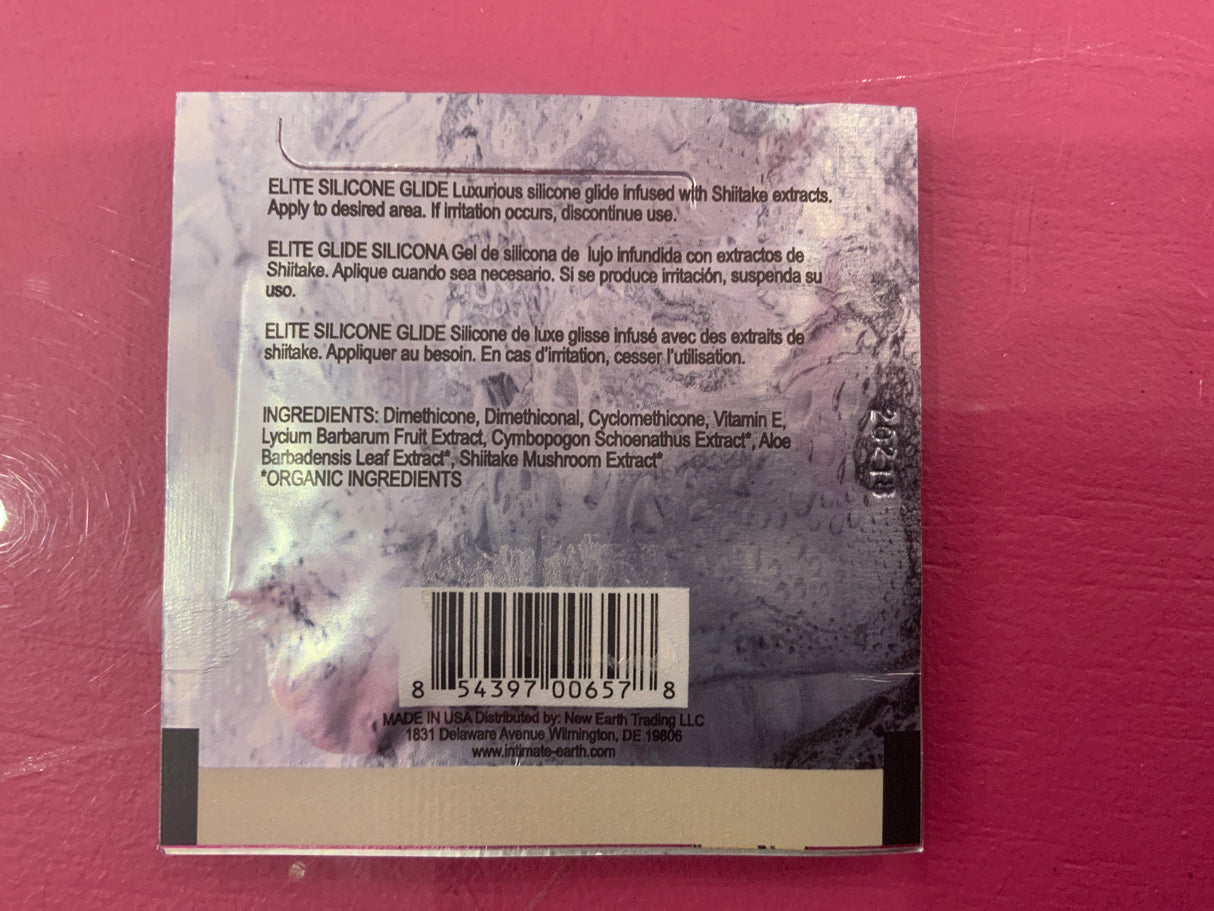 ELITE SILICONE GLIDE Luxurious silicone glide infused with Shiitake extracts.
Apply to desired area. If irritation occurs, discontinue use.
ELITE GLIDE SILICONA Gel de silicona de lujo infundida con extractos de
Shiitake. Aplique cuando sea necesario. Si se produce irritación, suspenda su
uso.
ELITE SILICONE GLIDE Silicone de luxe glisse infusé avec des extraits de
shiitake. Appliquer au besoin. En cas d'irritation, cesser l'utilisation.
INGREDIENTS: Dimethicone, Dimethiconal, Cyclomethicone, Vitamin E,
Lycium Barbarum Fruit Extract, Cymbopogon Schoenathus Extract*, Aloe
Barbadensis Leaf Extract*, Shiitake Mushroom Extract*
*ORGANIC INGREDIENTS
8 54397 00657 8
MADE IN USA Distributed by: New Earth Trading LLC
1831 Delaware Avenue Wilmington, DE 19806
www.intimate-earth.com